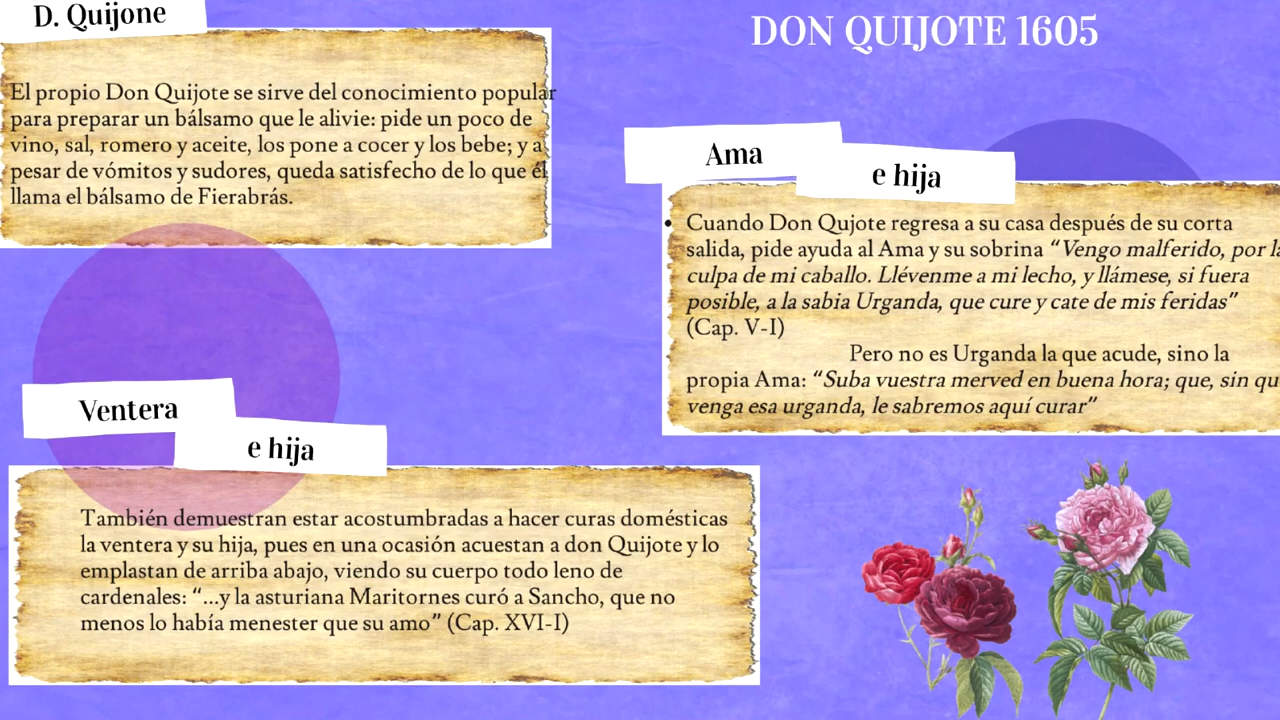 D. Quijone
El propio Don Quijote se sirve del conocimiento popular
para preparar un bálsamo que le alivie: pide un poco de
vino, sal, romero y aceite, los pone a cocer y los bebe; y a
pesar de vómitos y sudores, queda satisfecho de lo que él
llama el bálsamo de Fierabrás.
DON QUIJOTE 1605
Ama
e hija
• Cuando Don Qujote regresa a su casa después de su corta
salida, pide ayuda al Ama y su sobrina “Vengo malferido, por la
culpa de mi caballo. Llévenme a mi lecho, y llámese, si fuera
posible, a la sabia Urganda, que cure y cate de mis feridas”
(Cap. V-I)
Pero no es Urganda la que acude, sino la
propia Ama: “Suba vuestra merved en buena hora; que, sin qu
venga esa urganda, le sabremos aquí curar”
Ventera
e hija
También demuestran estar acostumbradas a hacer curas domésticas
la ventera y su hija, pues en una ocasión acuestan a don Quijote y lo
emplastan de arriba abajo, viendo su cuerpo todo leno de
cardenales: “...y la asturiana Maritornes curó a Sancho, que no
menos lo había menester que su amo” (Cap. XVI-I)